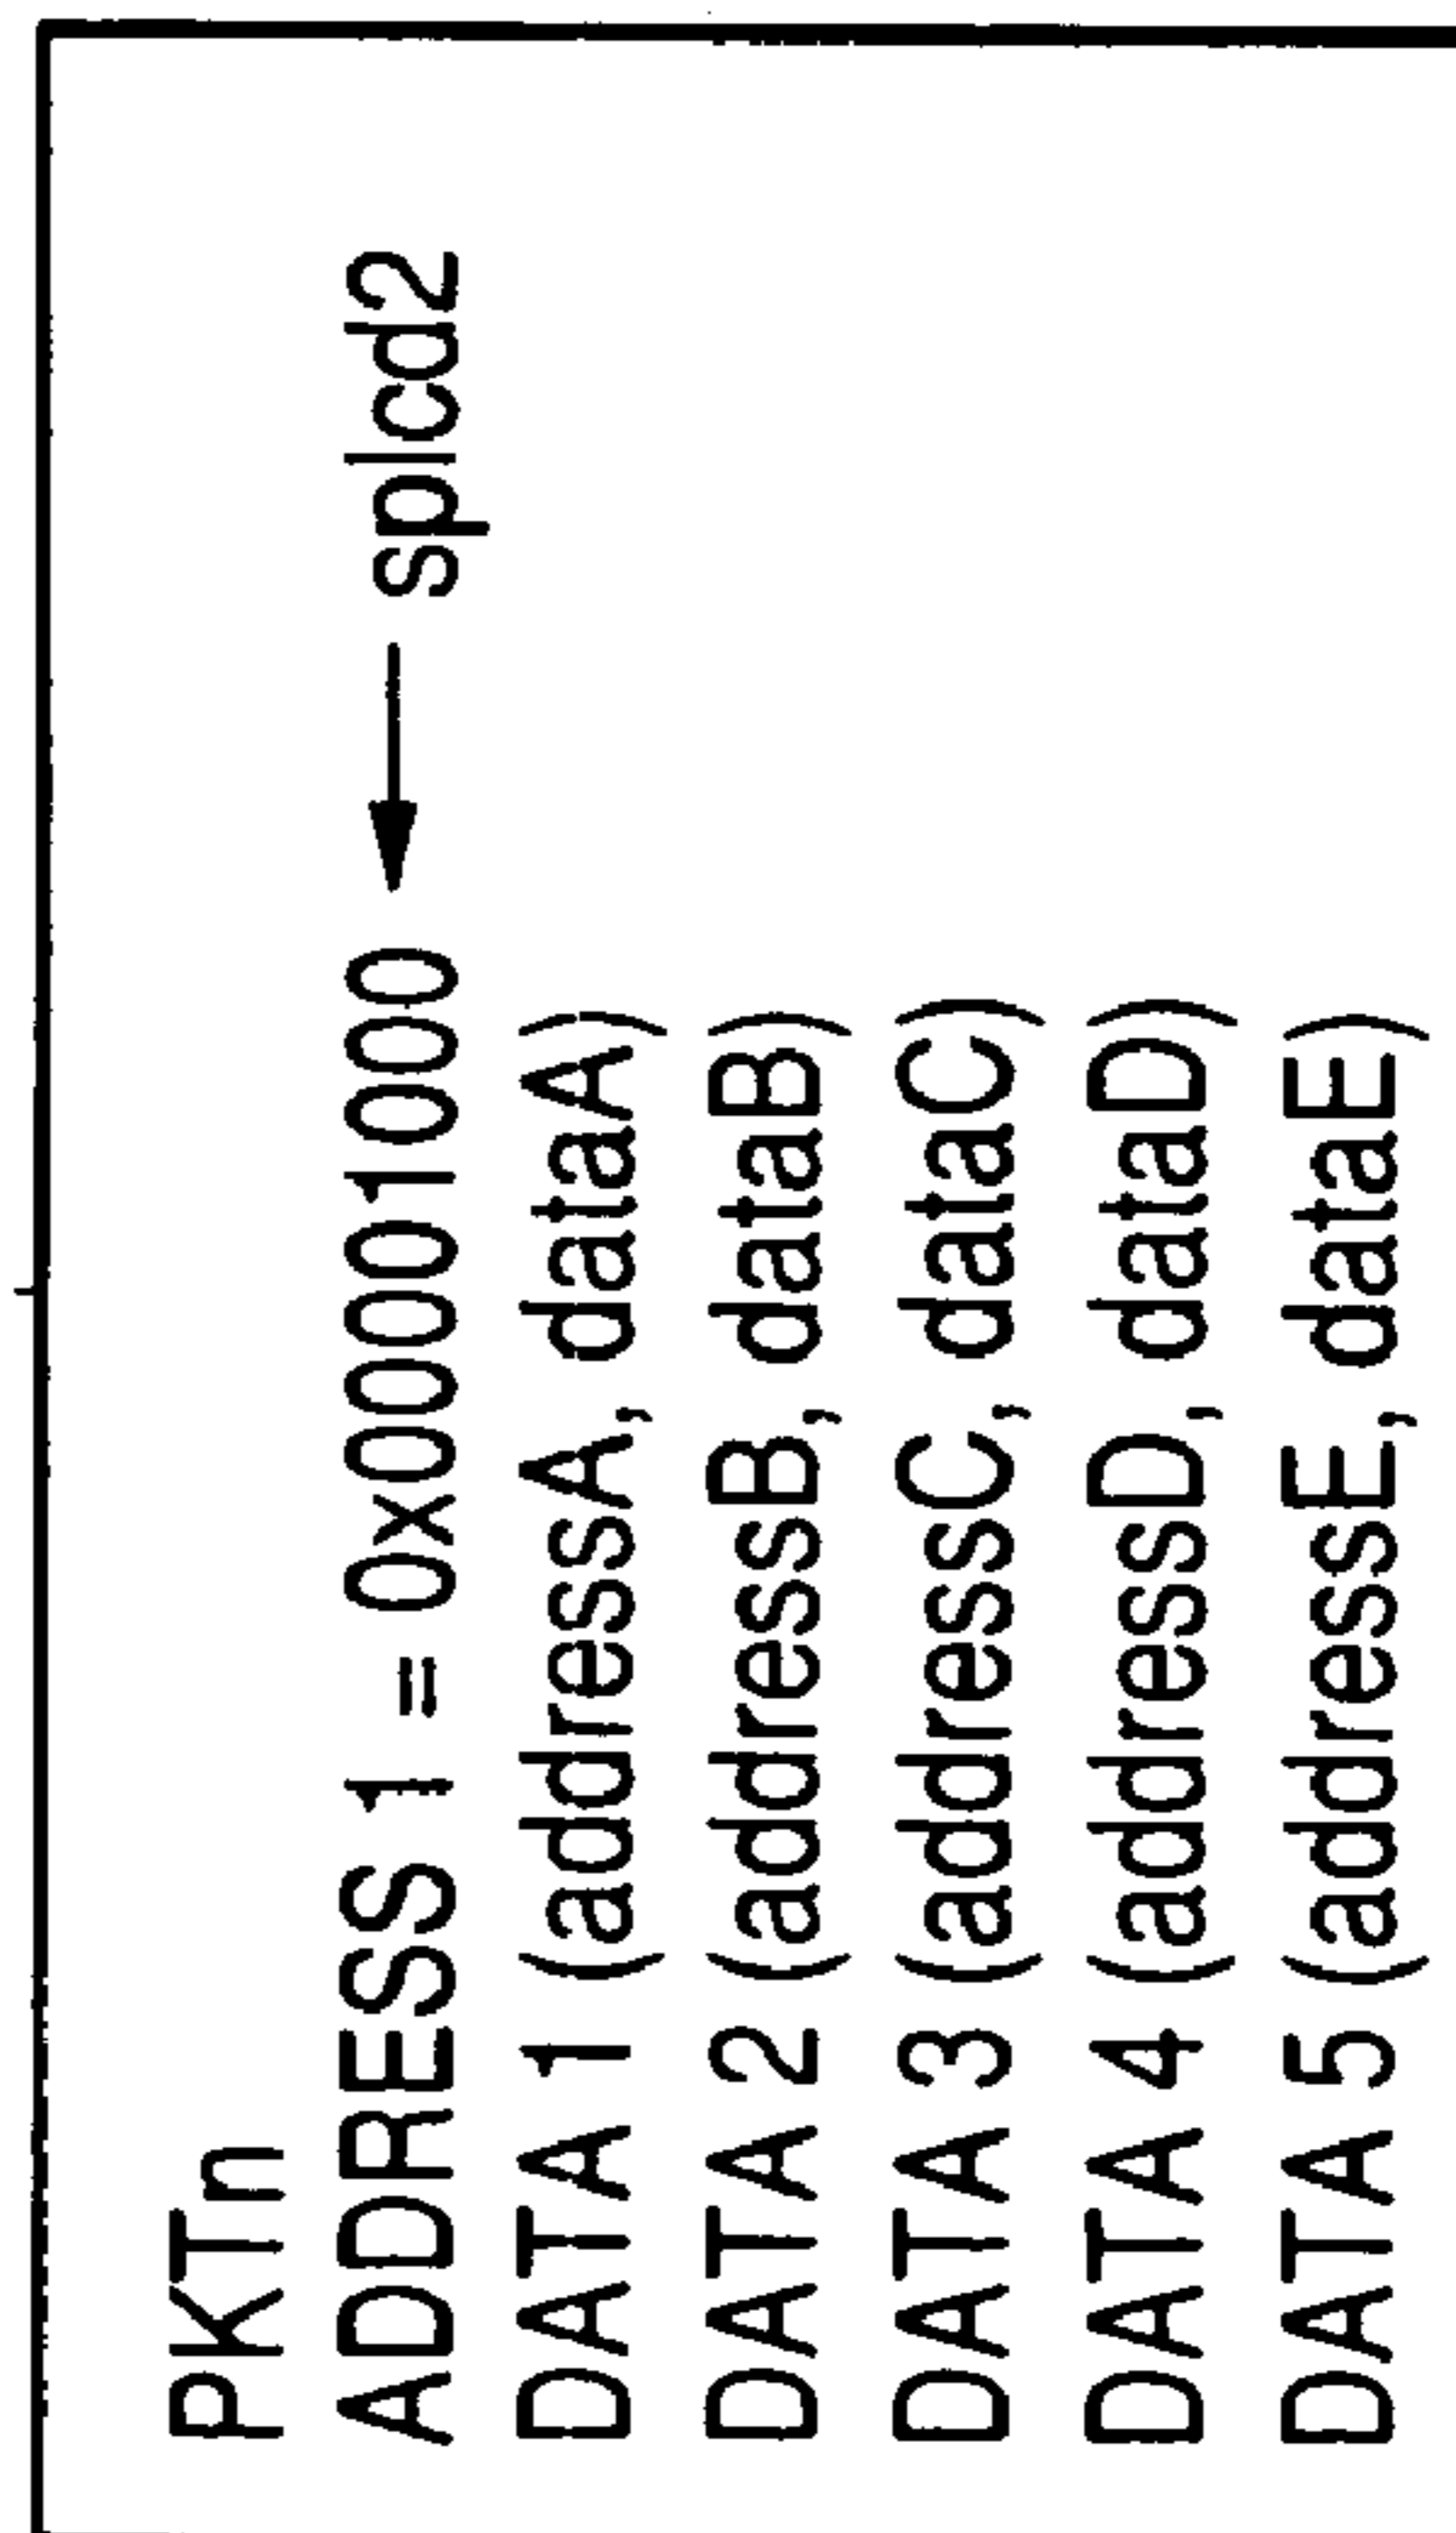 PKTn
ADDRESS 1 = 0x00001000 ← splcd2
DATA 1 (addressA, dataA)
DATA 2 (addressB, dataB)
DATA 3 (addressC, dataC)
DATA 4 (addressD, dataD)
DATA 5 (addressE, dataE)